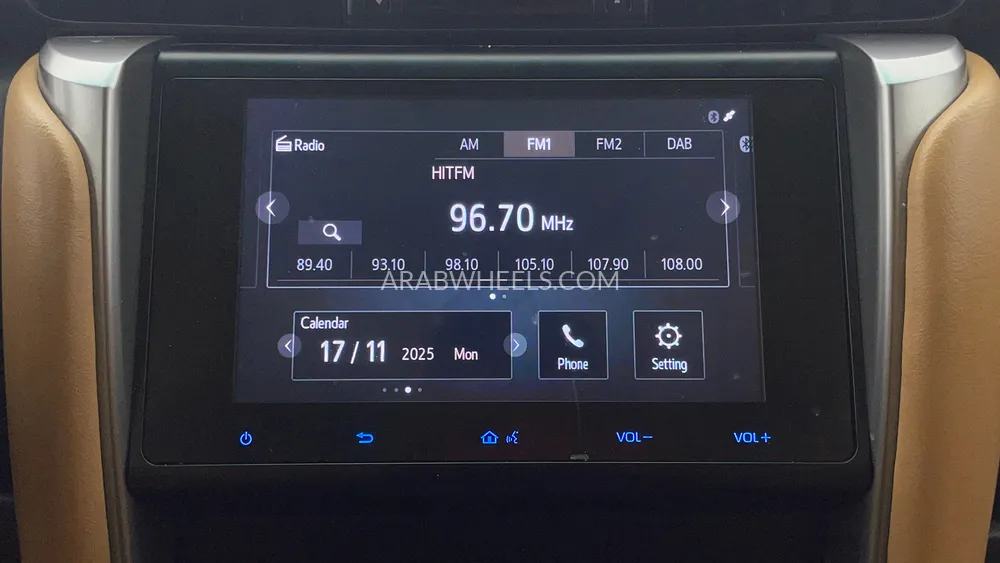 Radio AM FM1 FM2 DAB
HITFM
96.70 MHz
89.40 93.10 98.10 105.10 107.90 108.00
ARABWHEELS.COM
Calendar
17 / 11 2025 Mon
Phone
Setting
VOL− VOL+